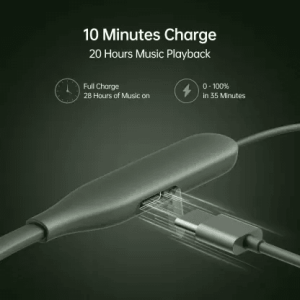 10 Minutes Charge
20 Hours Music Playback
Full Charge
28 Hours of Music on
0 - 100%
in 35 Minutes